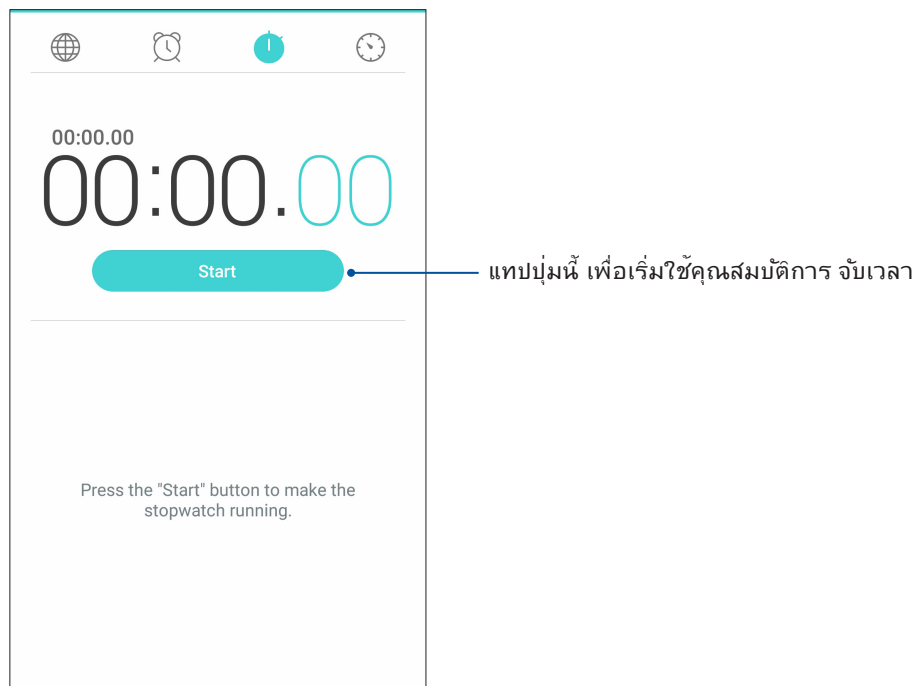 00:00.00
00:00.00
Start
แทปปุ่มนี้ เพื่อเริ่มใช้คุณสมบัติการ จับเวลา
Press the "Start" button to make the
stopwatch running.